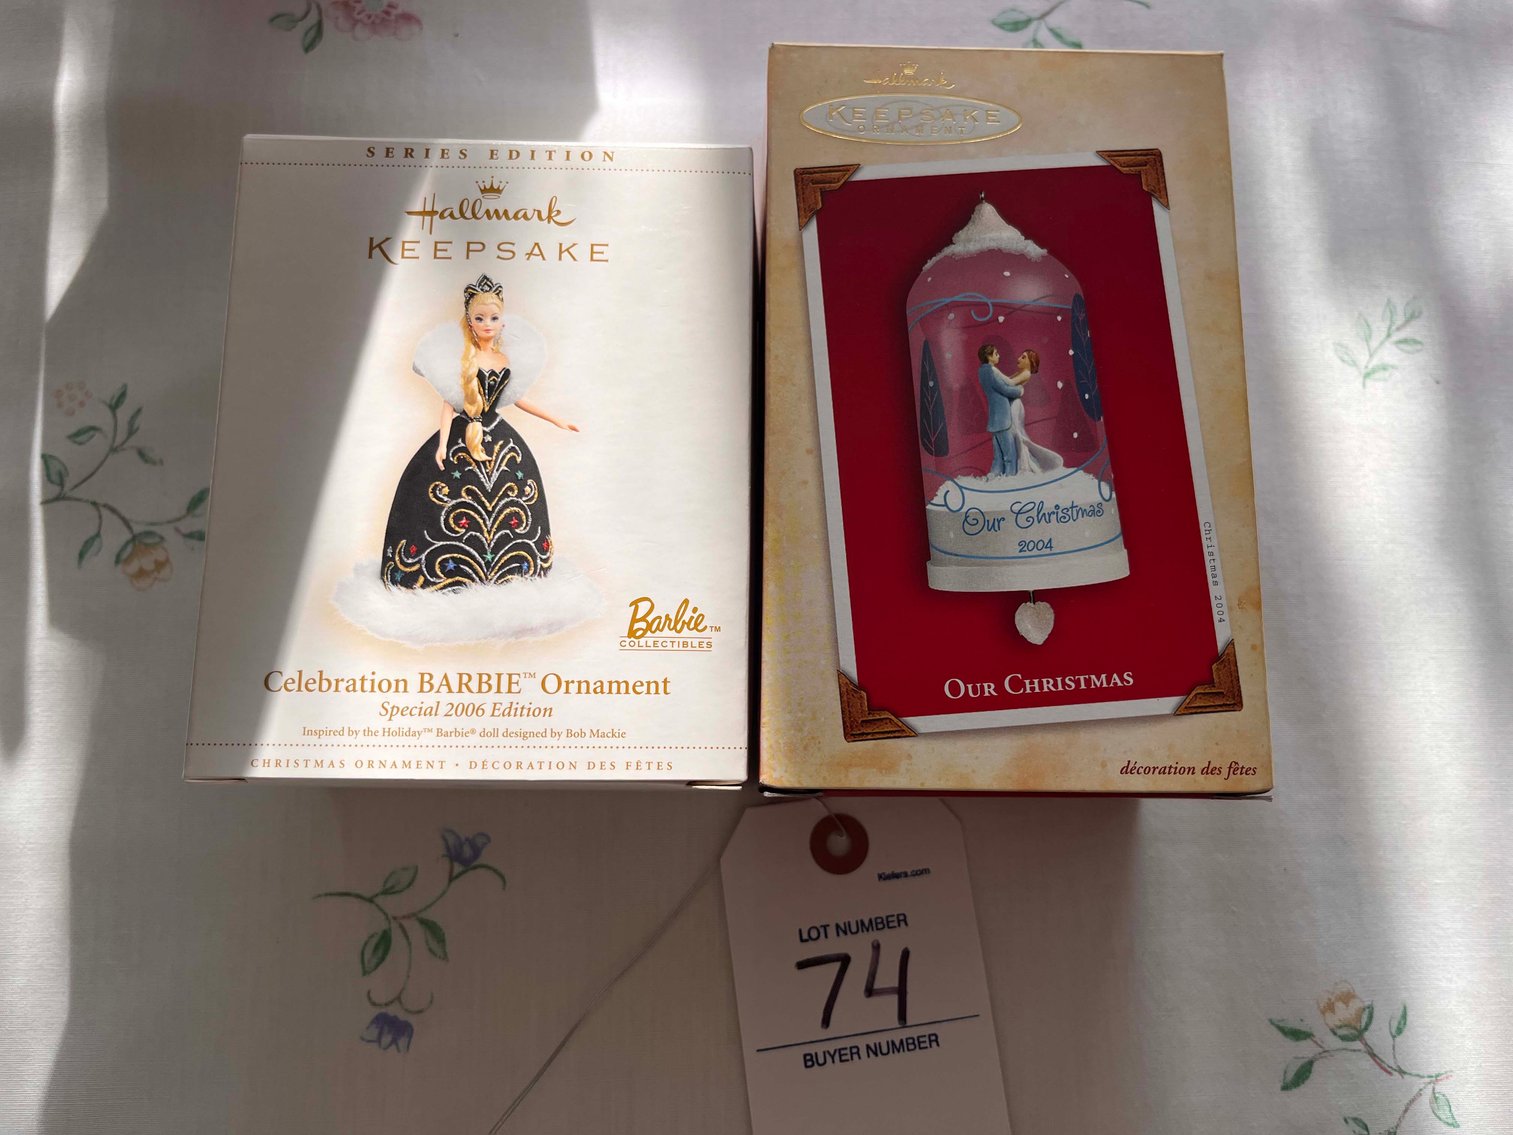 SERIES EDITION
Hallmark
KEEPSAKE
Barbie™
COLLECTIBLES
Celebration BARBIE™ Ornament
Special 2006 Edition
Inspired by the Holiday™ Barbie® doll designed by Bob Mackie
CHRISTMAS ORNAMENT • DÉCORATION DES FÊTES
Hallmark
KEEPSAKE
ORNAMENT
Our Christmas
2004
Christmas 2004
OUR CHRISTMAS
décoration des fêtes
Kiefers.com
LOT NUMBER
74
BUYER NUMBER